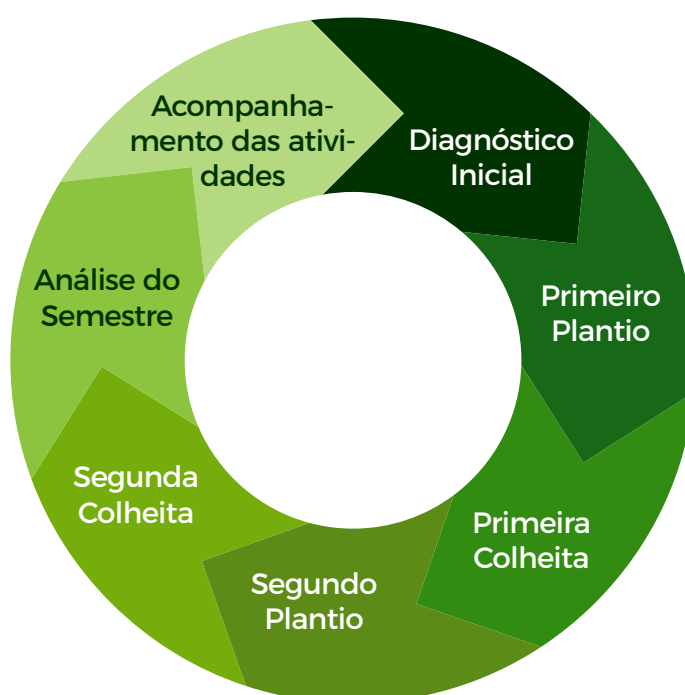 Diagnóstico
Inicial
Primeiro
Plantio
Primeira
Colheita
Segundo
Plantio
Segunda
Colheita
Análise do
Semestre
Acompanha-
mento das ativi-
dades